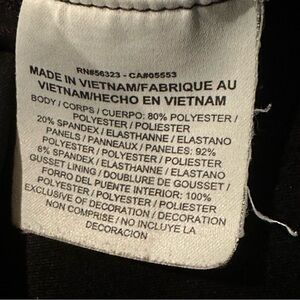 RN#56323 - CA#05553
MADE IN VIETNAM/FABRIQUE AU
VIETNAM/HECHO EN VIETNAM
BODY / CORPS / CUERPO: 80% POLYESTER /
POLYESTER / POLIESTER
20% SPANDEX / ELASTHANNE / ELASTANO
PANELS / PANNEAUX / PANELES: 92%
POLYESTER / POLYESTER / POLIESTER
8% SPANDEX / ELASTHANNE / ELASTANO
GUSSET LINING / DOUBLURE DE GOUSSET /
FORRO DEL PUENTE INTERIOR: 100%
POLYESTER / POLYESTER / POLIESTER
EXCLUSIVE OF DECORATION / DECORATION
NON COMPRISE / NO INCLUYE LA
DECORACION